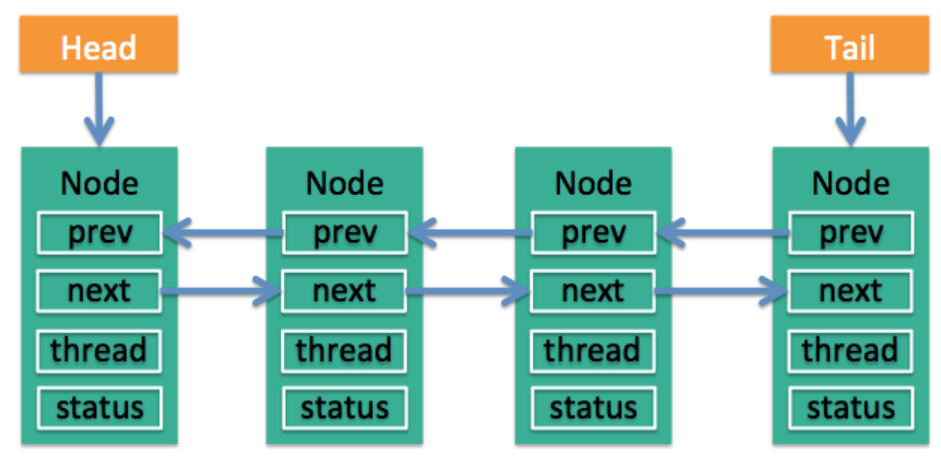 Head
Tail
Node
prev
next
thread
status
Node
prev
next
thread
status
Node
prev
next
thread
status
Node
prev
next
thread
status